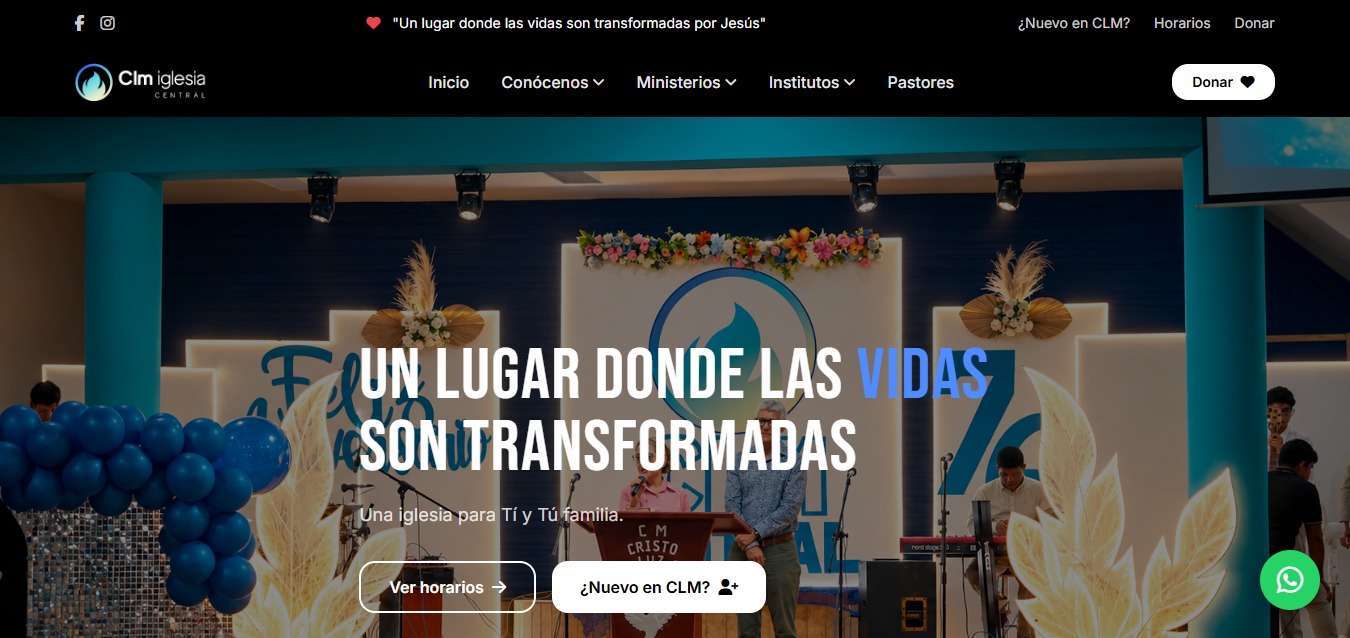 "Un lugar donde las vidas son transformadas por Jesús"
¿Nuevo en CLM? Horarios Donar
Clm iglesia
CENTRAL
Inicio Conócenos Ministerios Institutos Pastores
Donar
Feliz
UN LUGAR DONDE LAS VIDAS
SON TRANSFORMADAS
Una iglesia para Tí y Tú familia.
C M
CRISTO
LUZ
Ver horarios
¿Nuevo en CLM?